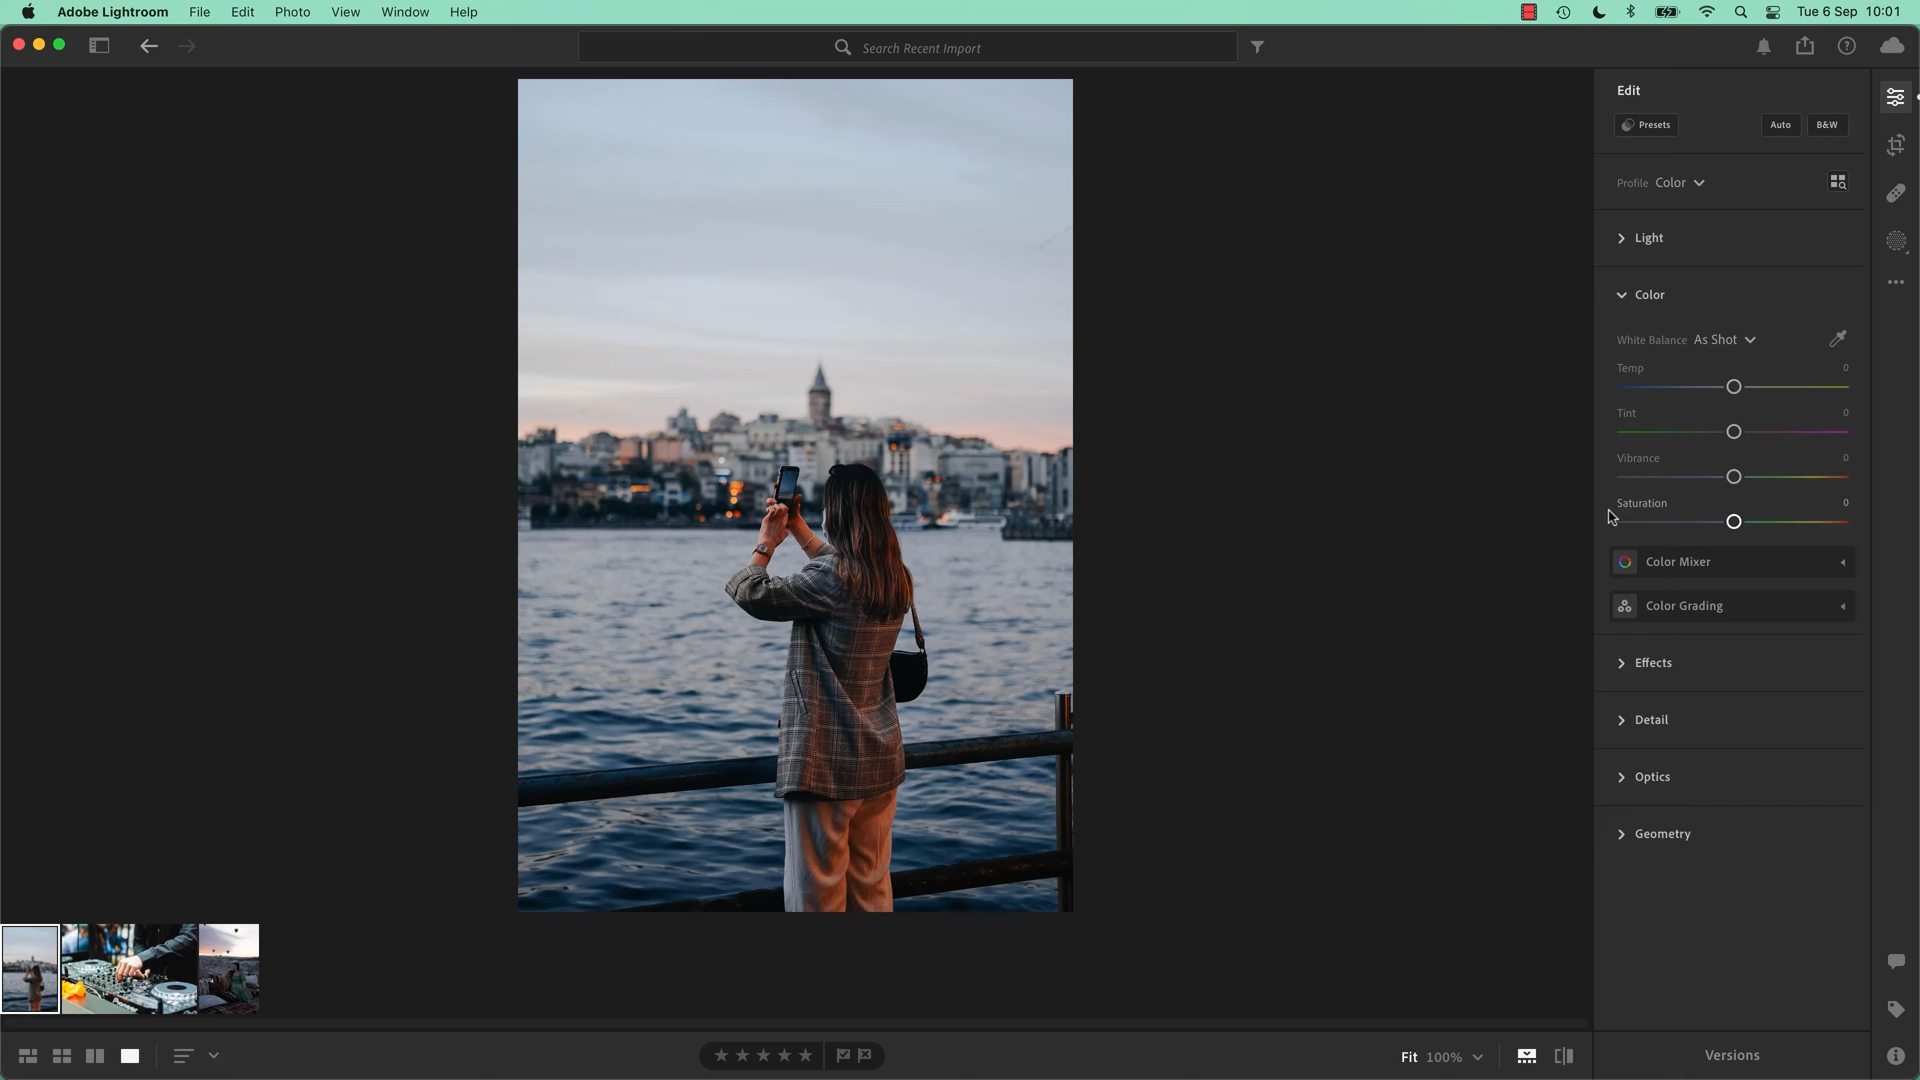 Adobe Lightroom File Edit Photo View Window Help Tue 6 Sep 10:01
Search Recent Import
Edit
Presets Auto B&W
Profile Color
Light
Color
White Balance As Shot
Temp 0
Tint 0
Vibrance 0
Saturation 0
Color Mixer
Color Grading
Effects
Detail
Optics
Geometry
Pioneer
Fit 100%
Versions